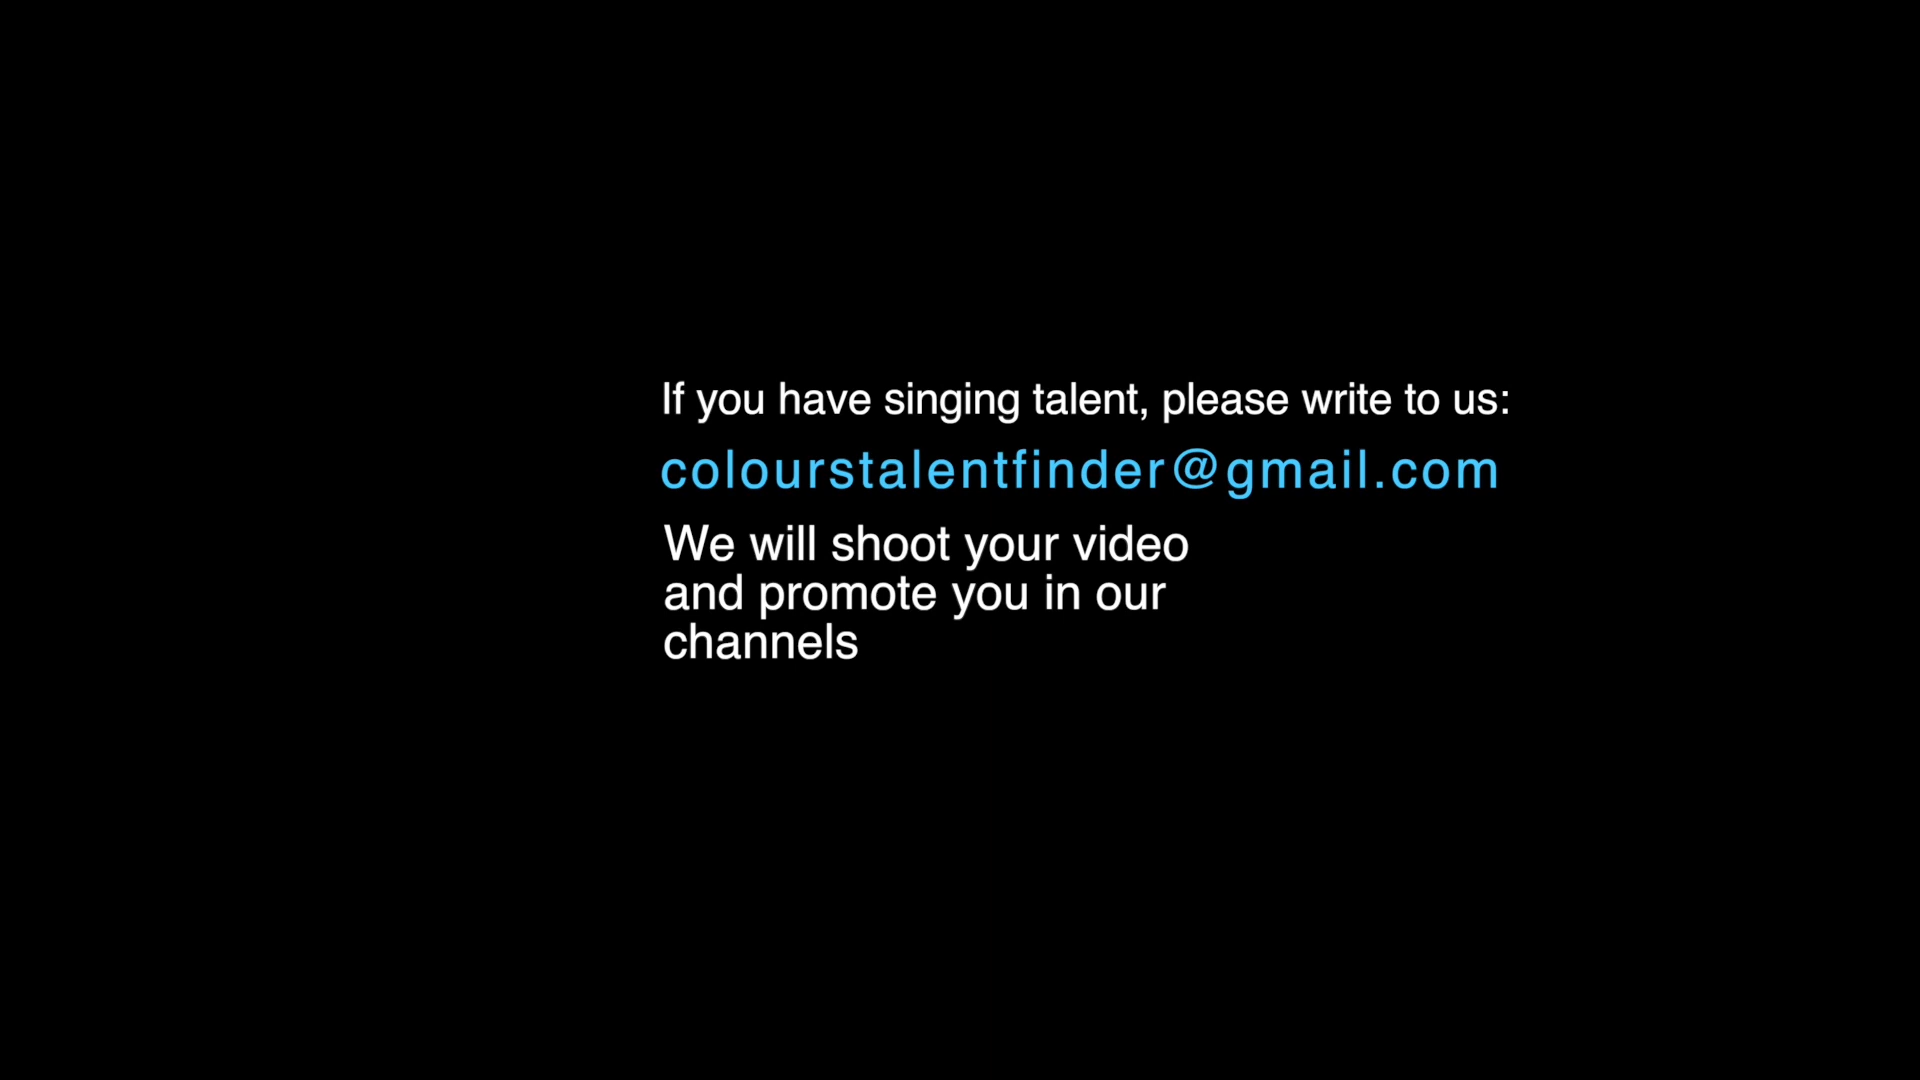 If you have singing talent, please write to us:
colourstalentfinder@gmail.com
We will shoot your video
and promote you in our
channels